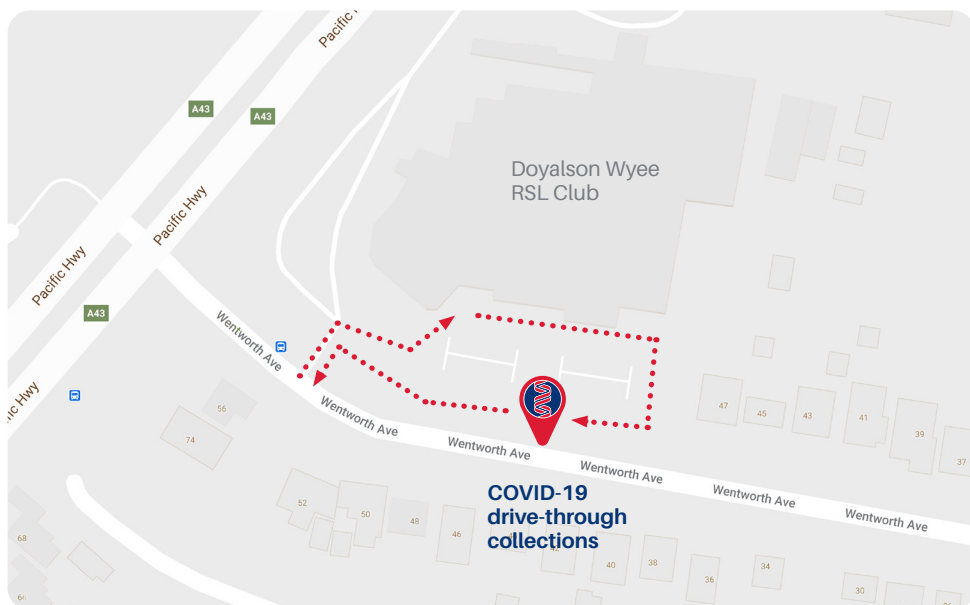 Pacific Hwy
A43
A43
Doyalson Wyee
RSL Club
Pacific Hwy
Pacific Hwy
A43
Wentworth Ave
56
74
Wentworth Ave
Wentworth Ave
Wentworth Ave
Wentworth Ave
Wentworth Ave
47
45
43
41
39
37
COVID-19
drive-through
collections
52
50
48
46
42
40
38
36
34
30
68
64